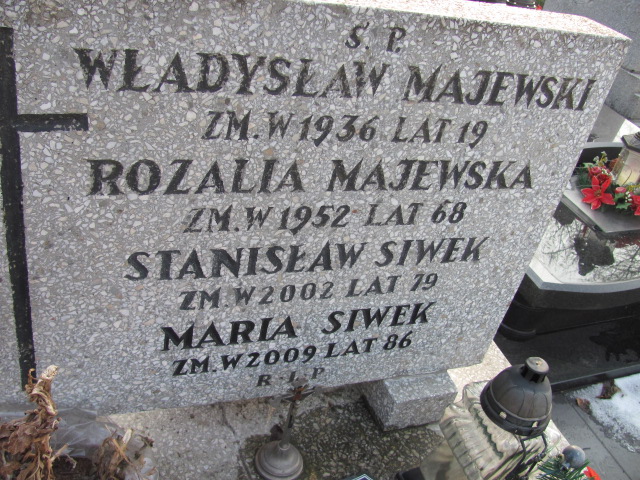 Ś. P.
WŁADYSŁAW MAJEWSKI
ZM. W 1936 LAT 19
ROZALIA MAJEWSKA
ZM. W 1952 LAT 68
STANISŁAW SIWEK
ZM. W 2002 LAT 79
MARIA SIWEK
ZM. W 2009 LAT 86
R I P